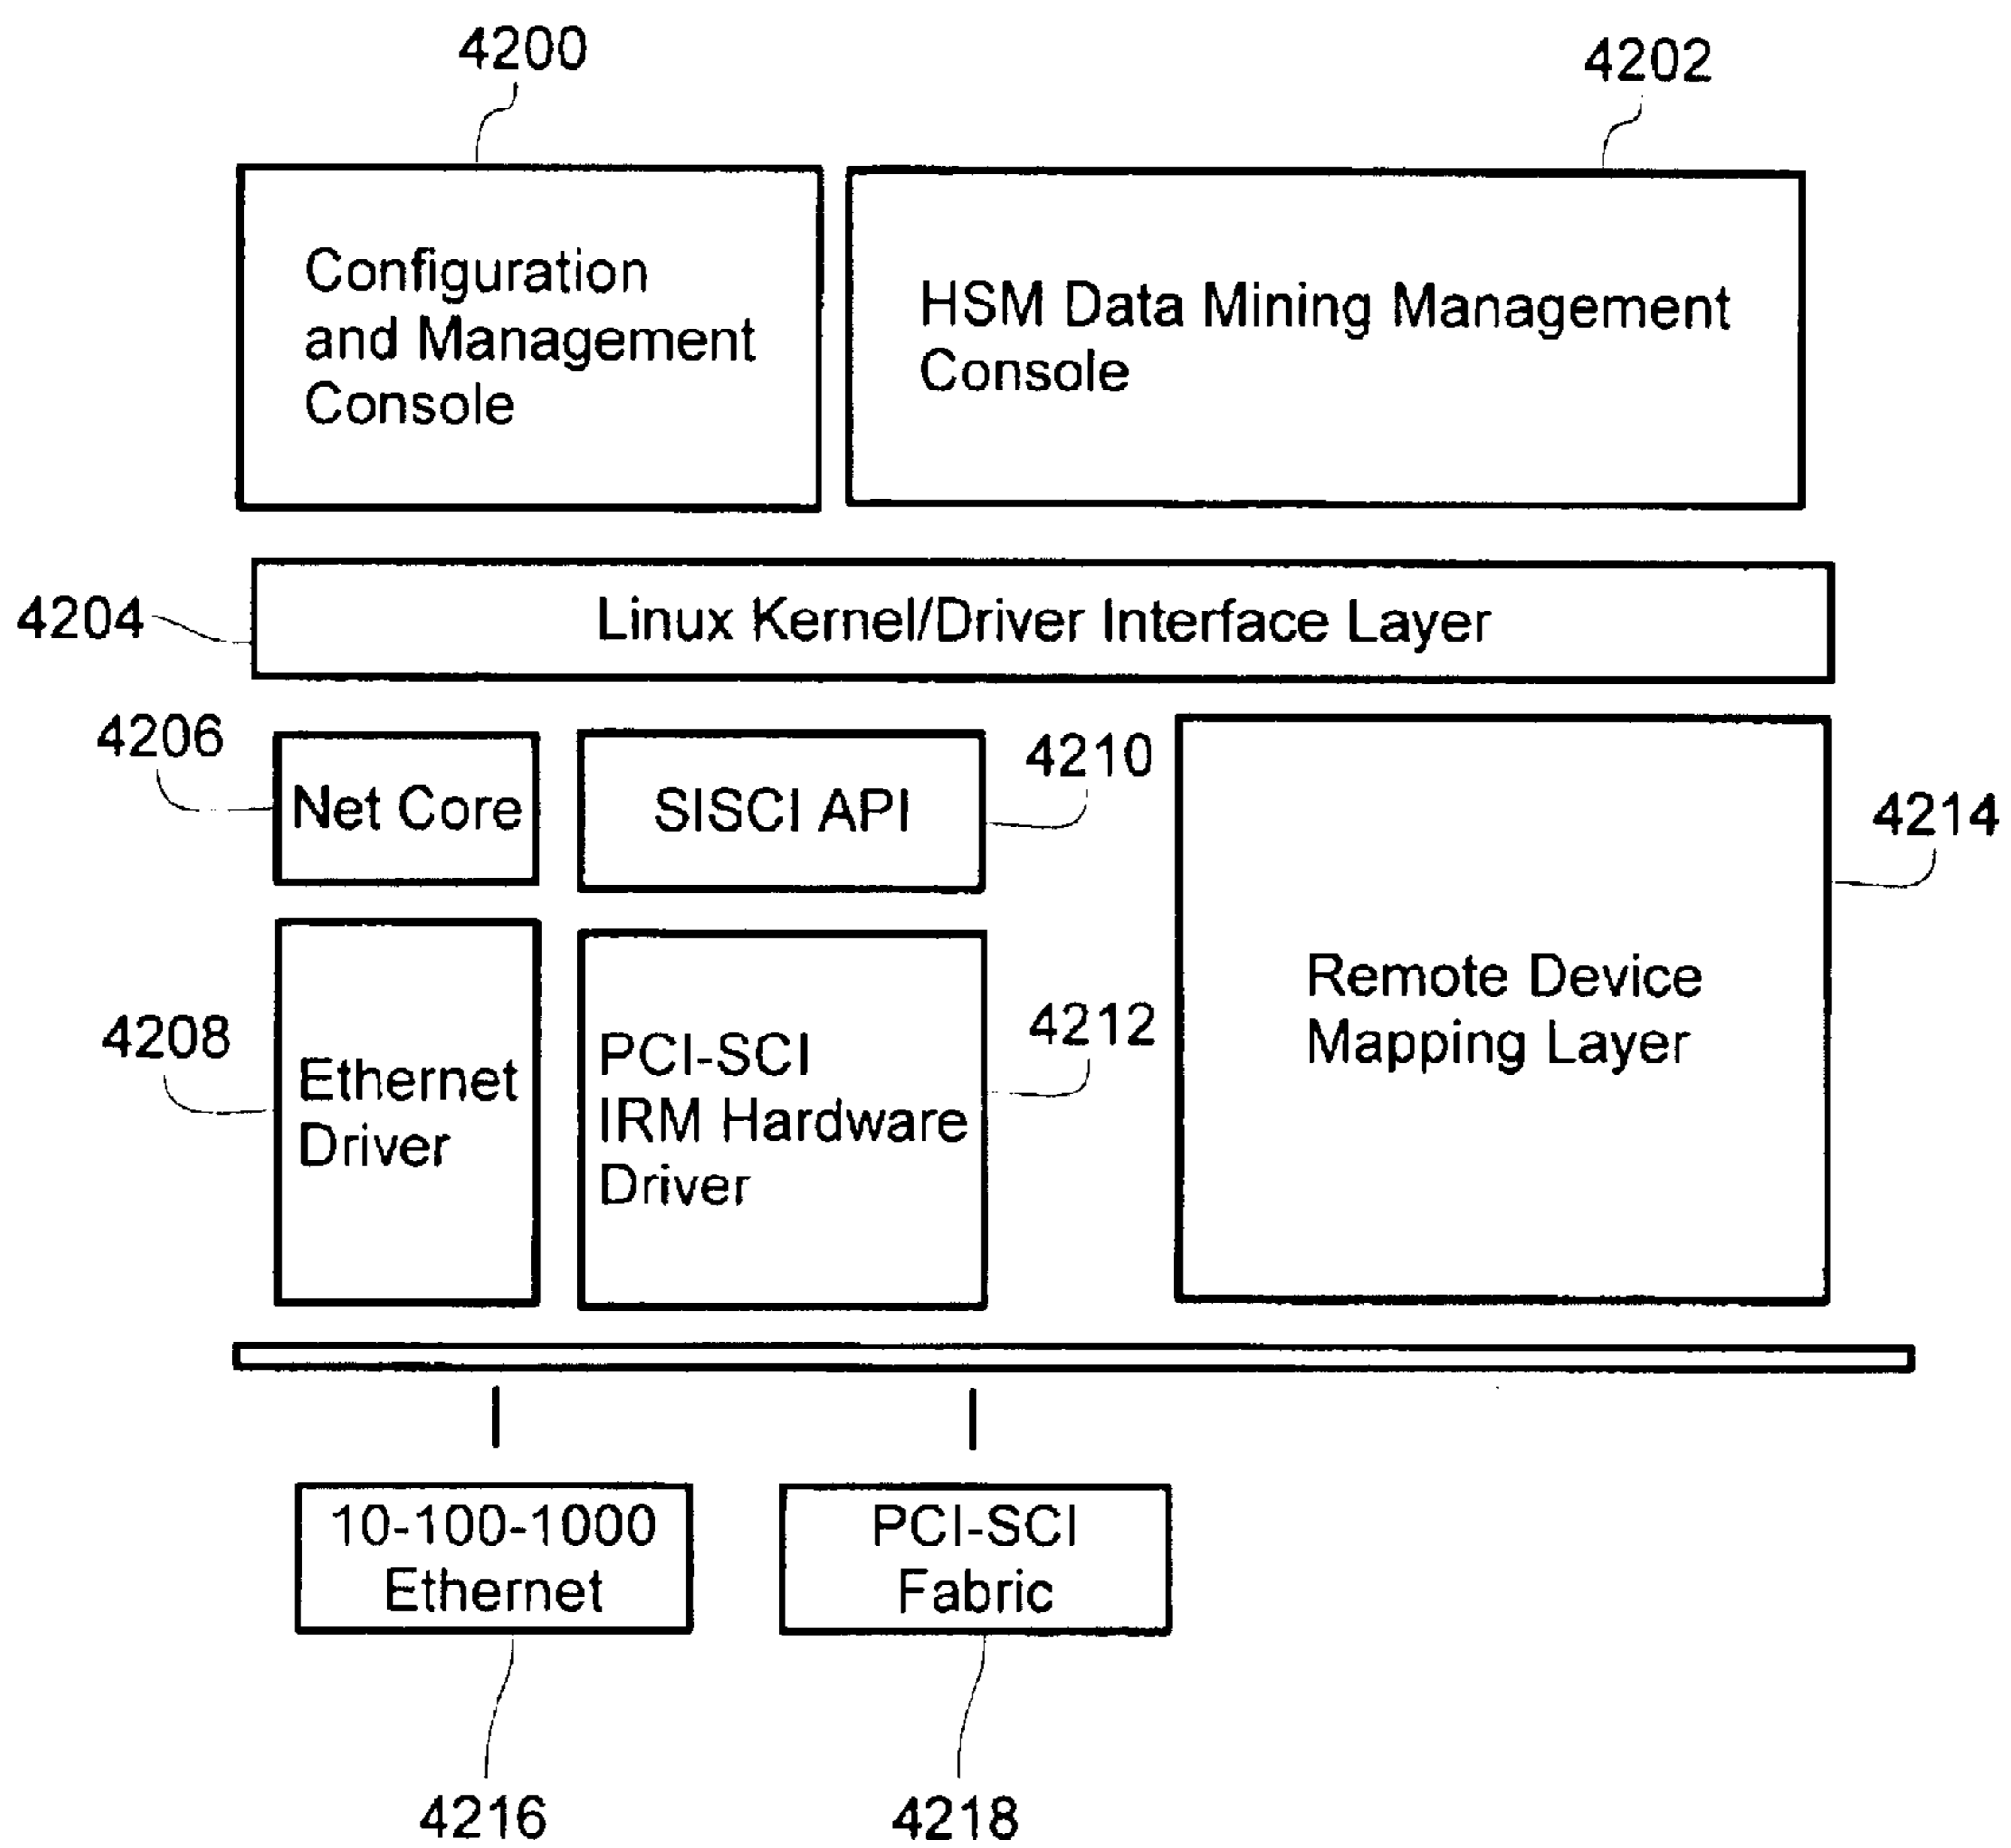 4200
4202
Configuration
and Management
Console
HSM Data Mining Management
Console
4204
Linux Kernel/Driver Interface Layer
4206
Net Core
SISCI API
4210
4214
4208
Ethernet
Driver
PCI-SCI
IRM Hardware
Driver
4212
Remote Device
Mapping Layer
10-100-1000
Ethernet
PCI-SCI
Fabric
4216
4218